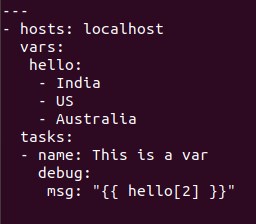 ---
- hosts: localhost
  vars:
   hello:
    - India
    - US
    - Australia
  tasks:
  - name: This is a var
    debug:
     msg: "{{ hello[2] }}"